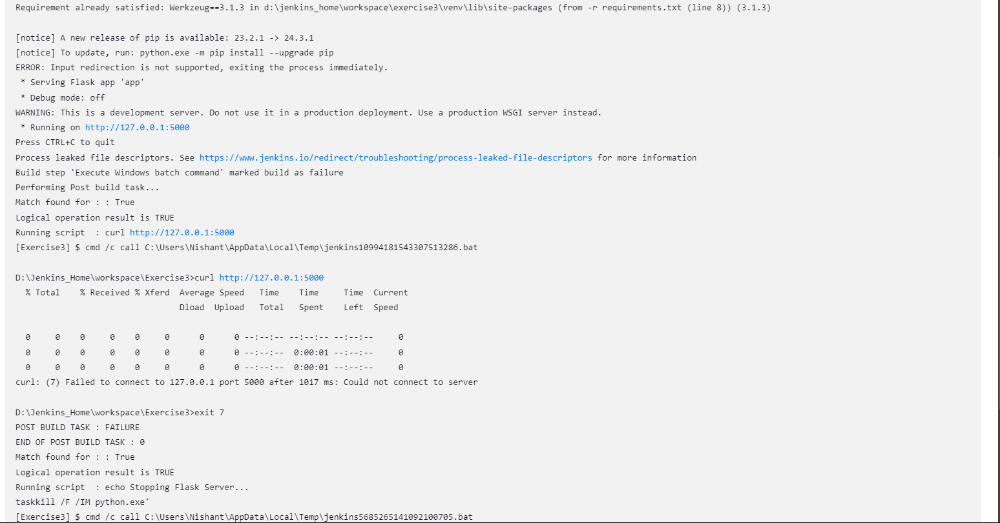 Requirement already satisfied: Werkzeug==3.1.3 in d:\jenkins_home\workspace\exercise3\venv\lib\site-packages (from -r requirements.txt (line 8)) (3.1.3)
[notice] A new release of pip is available: 23.2.1 -> 24.3.1
[notice] To update, run: python.exe -m pip install --upgrade pip
ERROR: Input redirection is not supported, exiting the process immediately.
* Serving Flask app 'app'
* Debug mode: off
WARNING: This is a development server. Do not use it in a production deployment. Use a production WSGI server instead.
* Running on http://127.0.0.1:5000
Press CTRL+C to quit
Process leaked file descriptors. See https://www.jenkins.io/redirect/troubleshooting/process-leaked-file-descriptors for more information
Build step 'Execute Windows batch command' marked build as failure
Performing Post build task...
Match found for : : True
Logical operation result is TRUE
Running script  : curl http://127.0.0.1:5000
[Exercise3] $ cmd /c call C:\Users\Nishant\AppData\Local\Temp\jenkins10994181543307513286.bat
D:\Jenkins_Home\workspace\Exercise3>curl http://127.0.0.1:5000
% Total    % Received % Xferd  Average Speed   Time    Time     Time  Current
Dload  Upload   Total   Spent    Left  Speed
0     0    0     0    0     0      0      0 --:--:-- --:--:-- --:--:--     0
0     0    0     0    0     0      0      0 --:--:--  0:00:01 --:--:--     0
0     0    0     0    0     0      0      0 --:--:--  0:00:01 --:--:--     0
curl: (7) Failed to connect to 127.0.0.1 port 5000 after 1017 ms: Could not connect to server
D:\Jenkins_Home\workspace\Exercise3>exit 7
POST BUILD TASK : FAILURE
END OF POST BUILD TASK : 0
Match found for : : True
Logical operation result is TRUE
Running script  : echo Stopping Flask Server...
taskkill /F /IM python.exe'
[Exercise3] $ cmd /c call C:\Users\Nishant\AppData\Local\Temp\jenkins5685265141092100705.bat